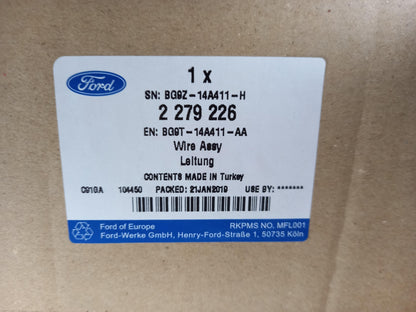 Ford
1 x
SN: BG9Z-14A411-H
2 279 226
EN: BG9T-14A411-AA
Wire Assy
Leitung
CONTENTS MADE IN Turkey
C91GA 104450 PACKED: 21JAN2019 USE BY: *******
Ford of Europe RKPMS NO. MFL001
Ford-Werke GmbH, Henry-Ford-Straße 1, 50735 Köln